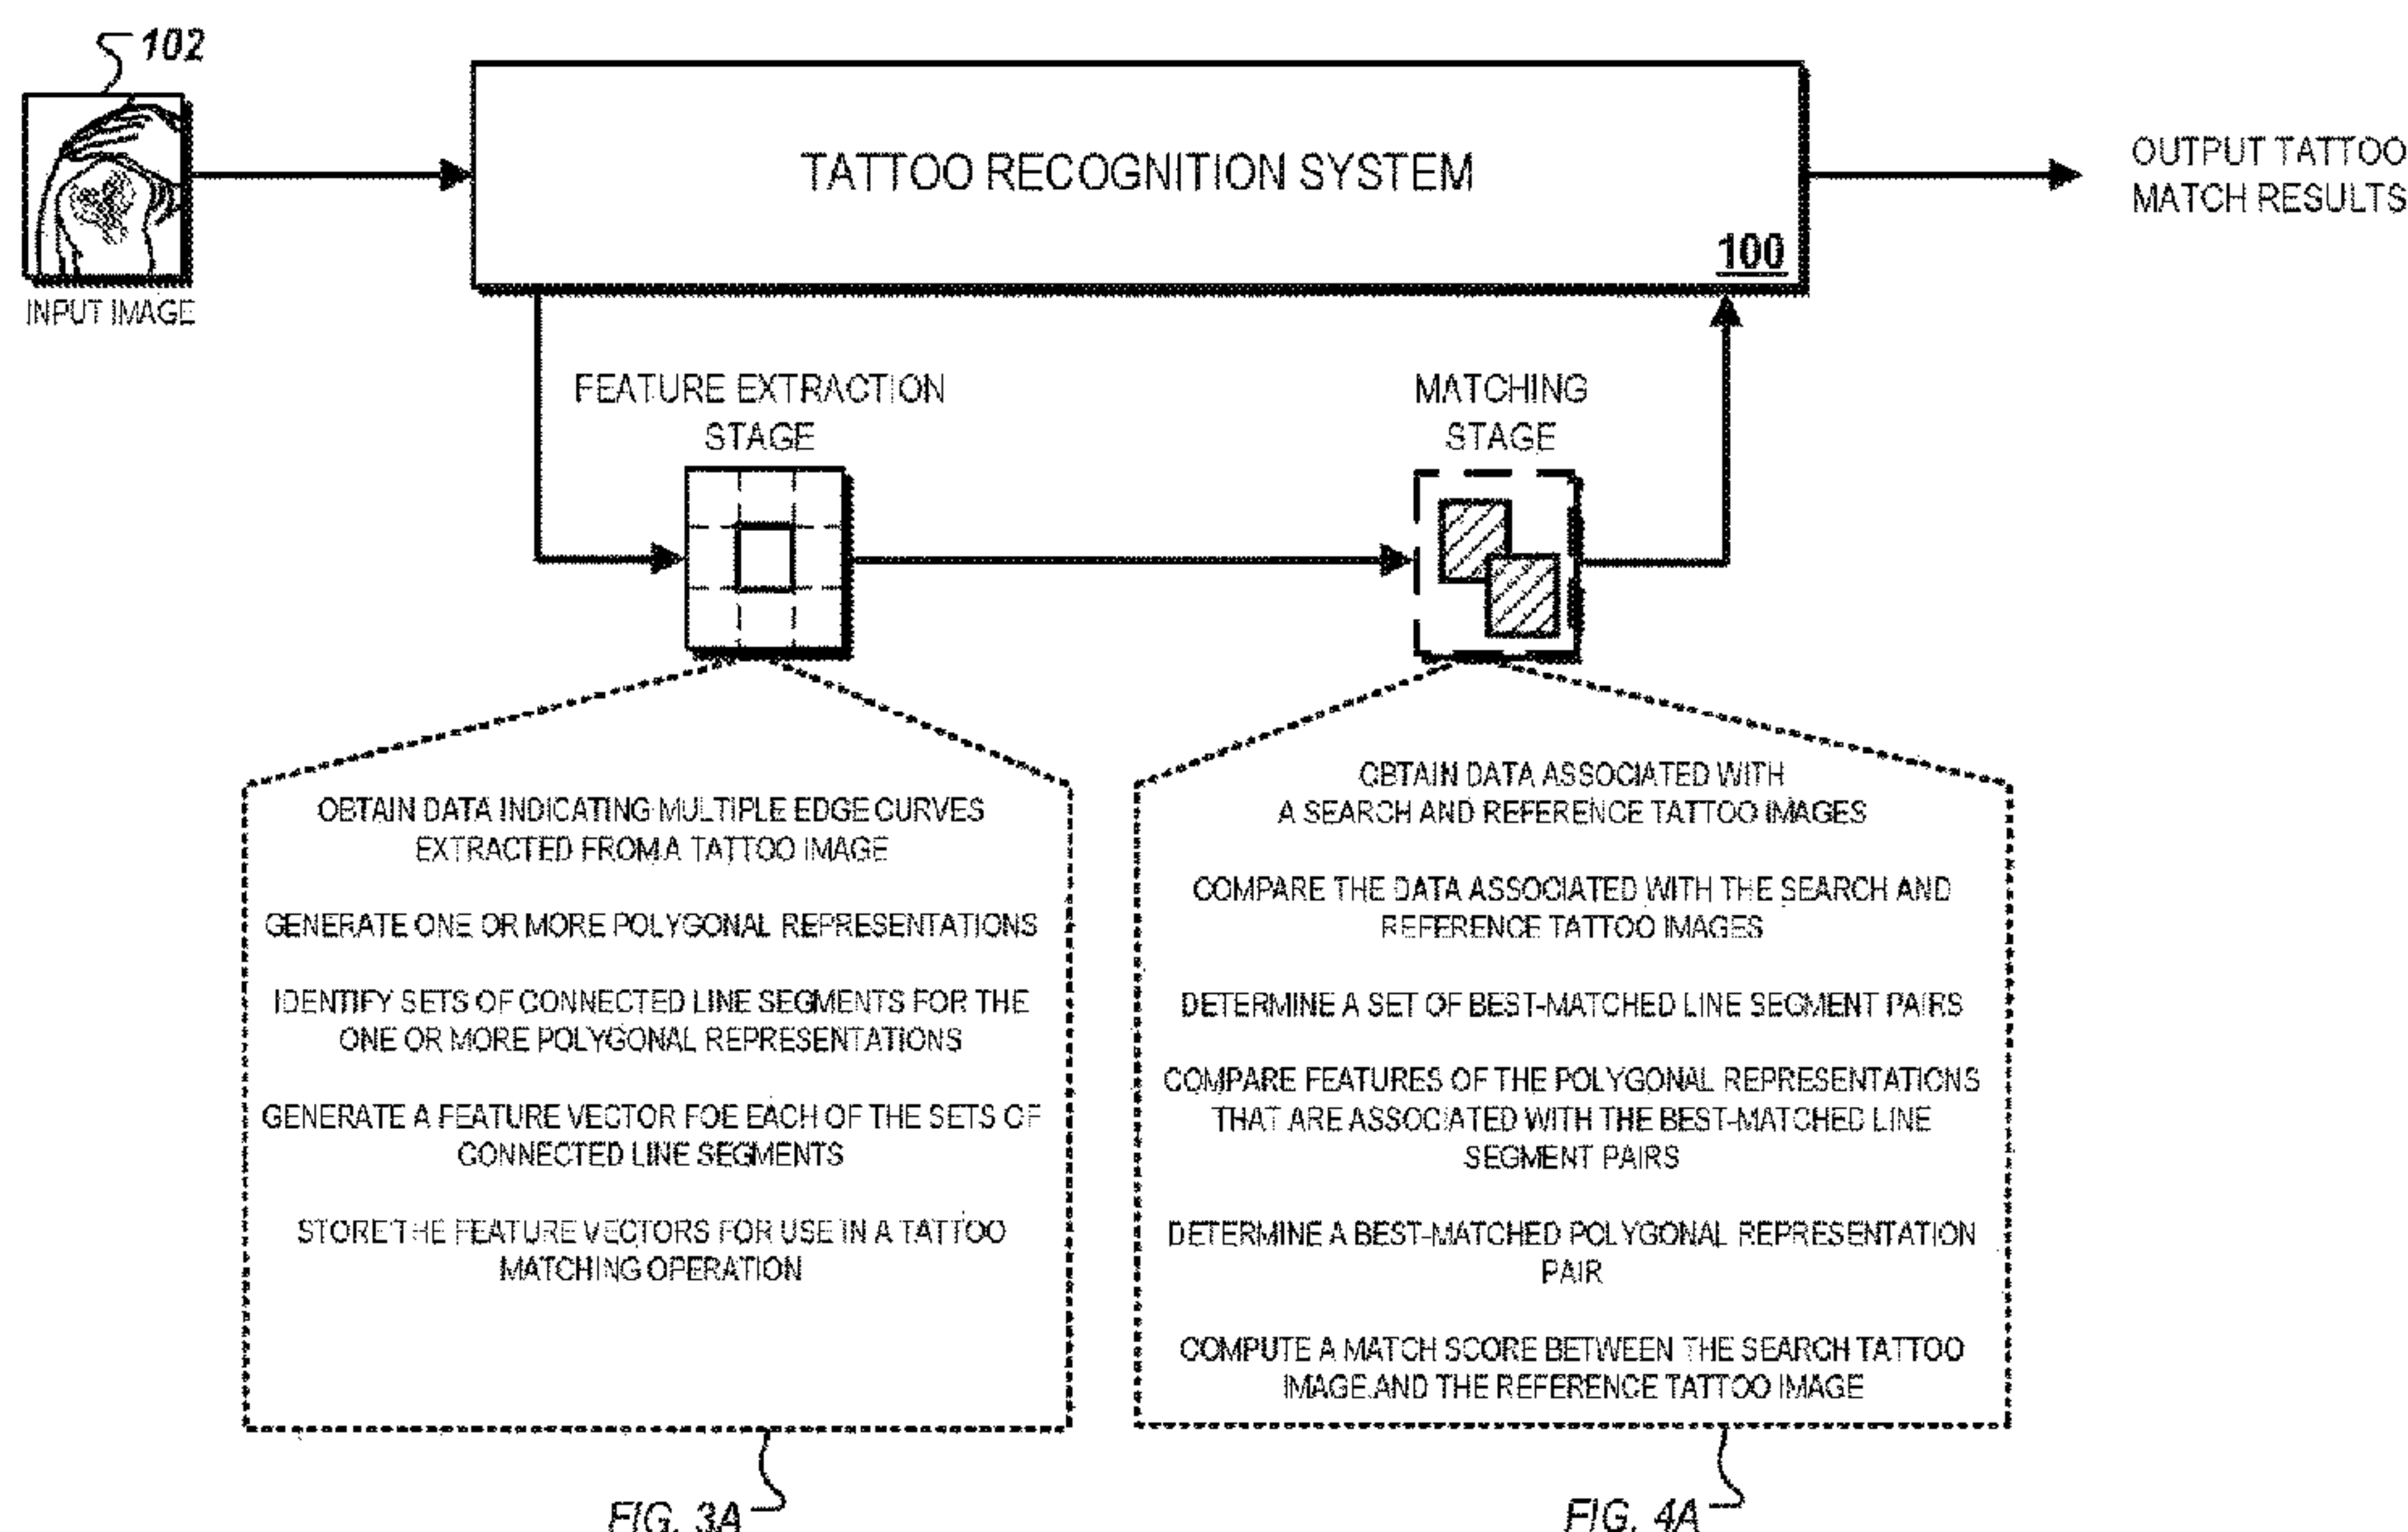 102
INPUT IMAGE
TATTOO RECOGNITION SYSTEM
100
OUTPUT TATTOO
MATCH RESULTS
FEATURE EXTRACTION
STAGE
MATCHING
STAGE
OBTAIN DATA INDICATING MULTIPLE EDGE CURVES
EXTRACTED FROM A TATTOO IMAGE
GENERATE ONE OR MORE POLYGONAL REPRESENTATIONS
IDENTIFY SETS OF CONNECTED LINE SEGMENTS FOR THE
ONE OR MORE POLYGONAL REPRESENTATIONS
GENERATE A FEATURE VECTOR FOE EACH OF THE SETS OF
CONNECTED LINE SEGMENTS
STORE THE FEATURE VECTORS FOR USE IN A TATTOO
MATCHING OPERATION
FIG. 3A
OBTAIN DATA ASSOCIATED WITH
A SEARCH AND REFERENCE TATTOO IMAGES
COMPARE THE DATA ASSOCIATED WITH THE SEARCH AND
REFERENCE TATTOO IMAGES
DETERMINE A SET OF BEST-MATCHED LINE SEGMENT PAIRS
COMPARE FEATURES OF THE POLYGONAL REPRESENTATIONS
THAT ARE ASSOCIATED WITH THE BEST-MATCHED LINE
SEGMENT PAIRS
DETERMINE A BEST-MATCHED POLYGONAL REPRESENTATION
PAIR
COMPUTE A MATCH SCORE BETWEEN THE SEARCH TATTOO
IMAGE AND THE REFERENCE TATTOO IMAGE
FIG. 4A